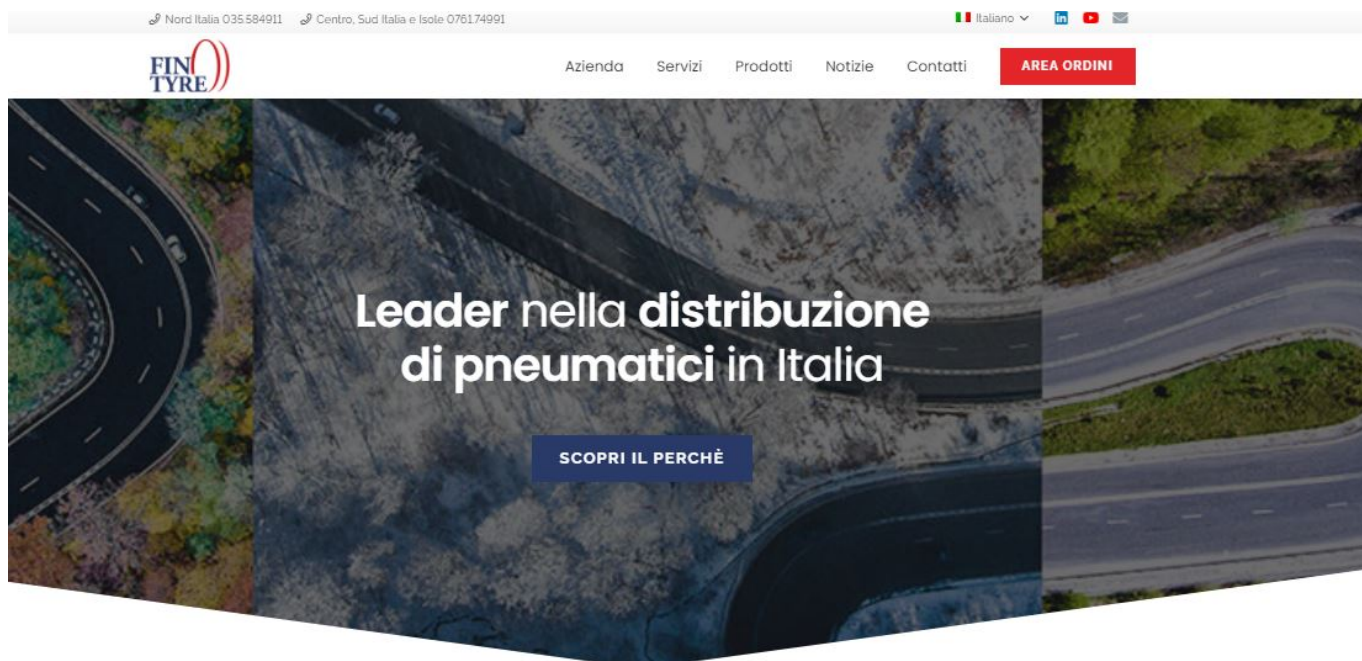 Nord Italia 035.584911 Centro, Sud Italia e Isole 0761.74991 Italiano
FIN TYRE
Azienda Servizi Prodotti Notizie Contatti AREA ORDINI
Leader nella distribuzione
di pneumatici in Italia
SCOPRI IL PERCHÈ